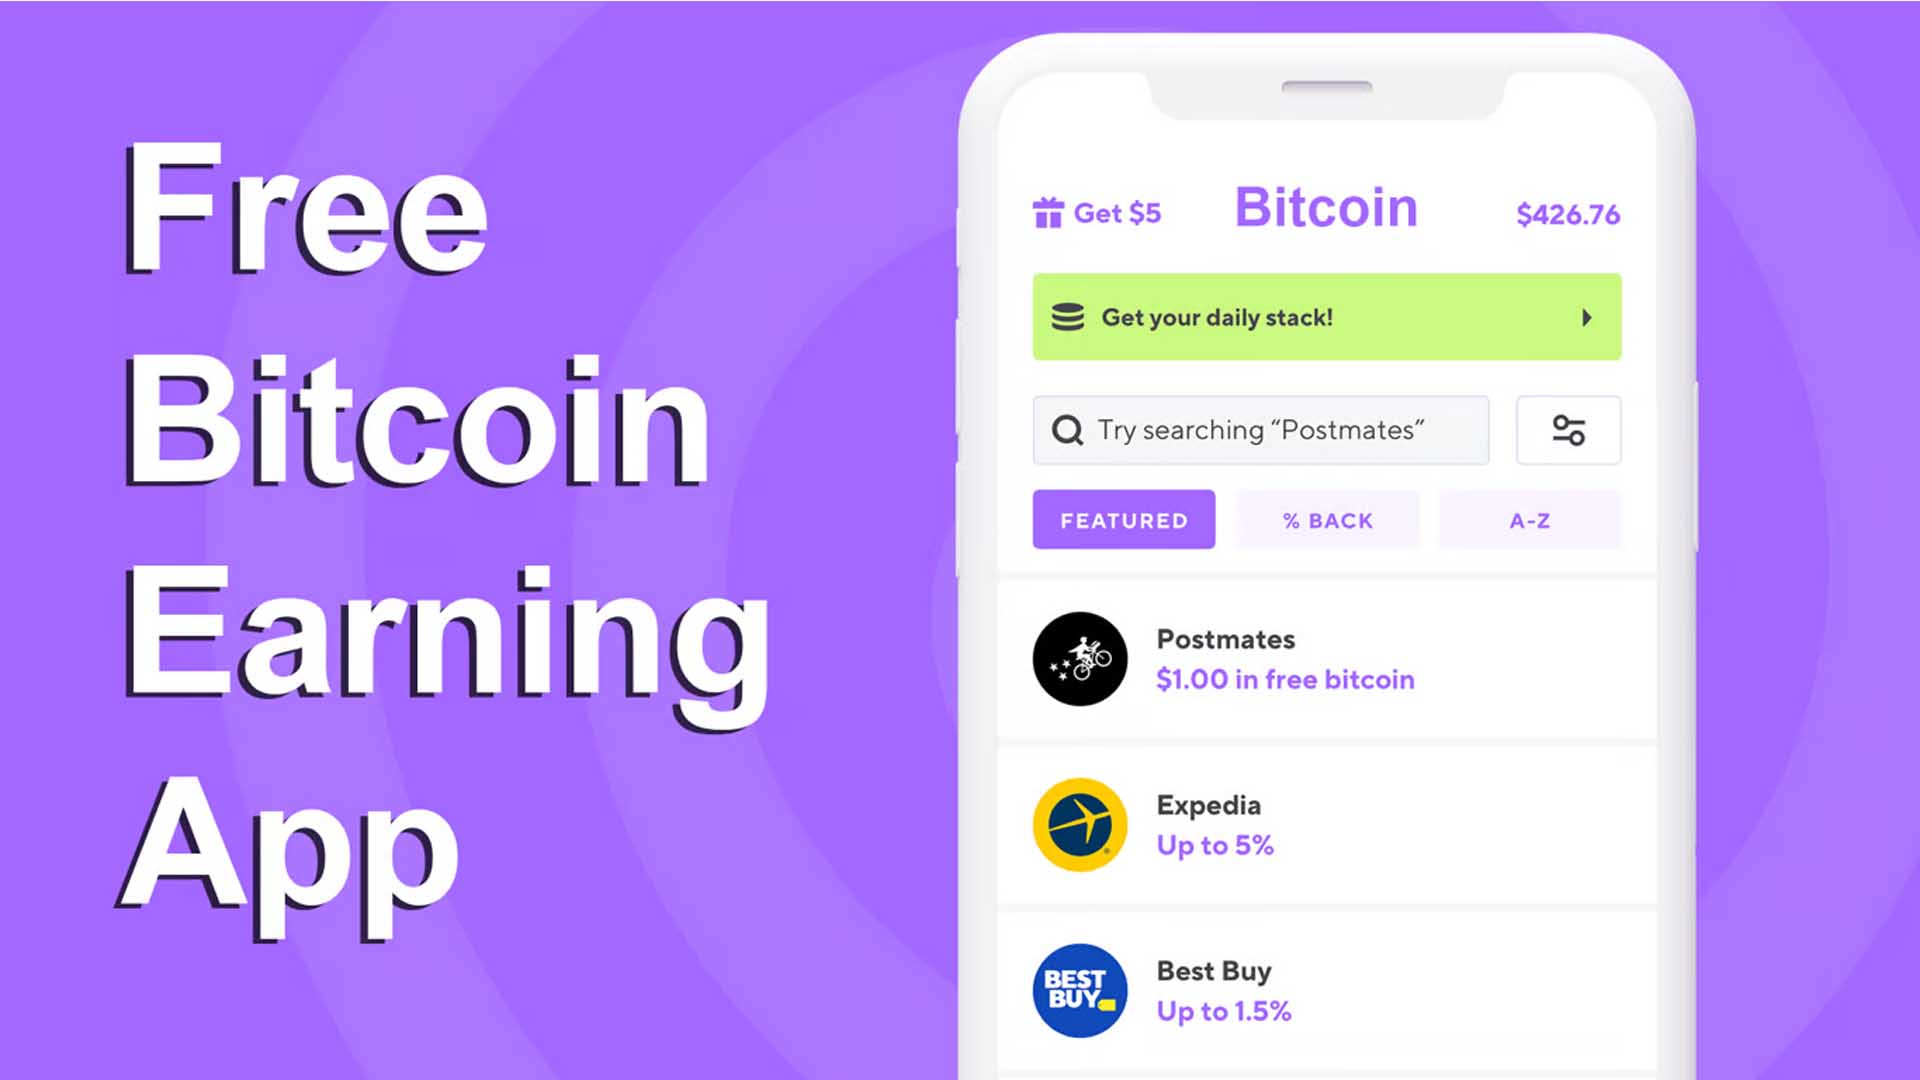 Free
Bitcoin
Earning
App
Get $5
Bitcoin
$426.76
Get your daily stack!
Try searching “Postmates”
FEATURED
% BACK
A-Z
Postmates
$1.00 in free bitcoin
Expedia
Up to 5%
BEST
BUY
Best Buy
Up to 1.5%